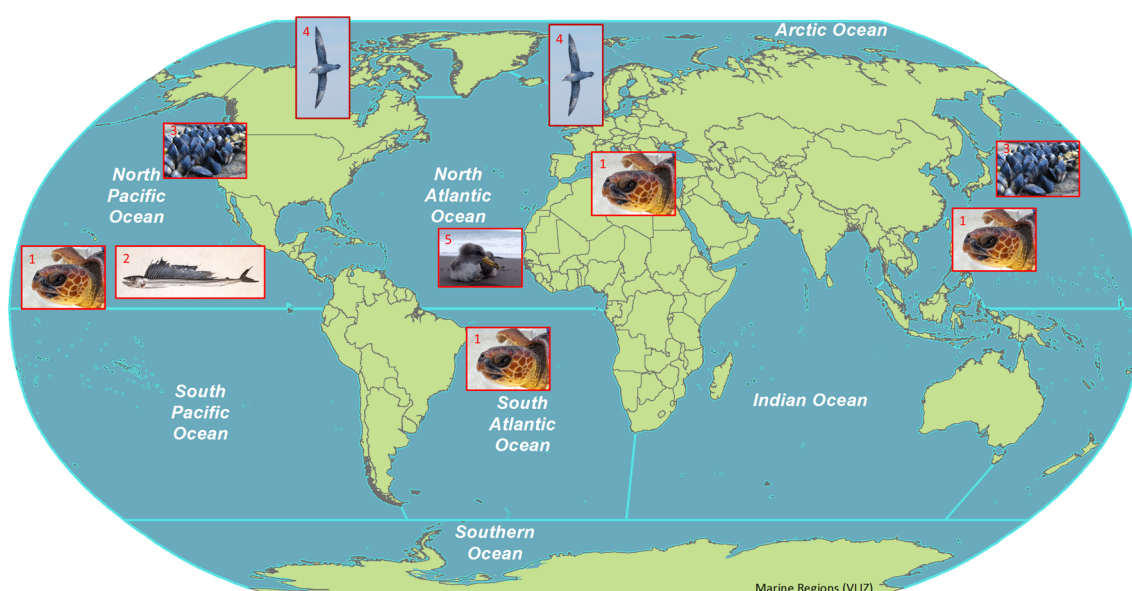 Arctic Ocean
4
4
3
3
North
Pacific
Ocean
North
Atlantic
Ocean
1
1
5
1
2
1
South
Pacific
Ocean
South
Atlantic
Ocean
Indian Ocean
Southern
Ocean
Marine Regions (VLIZ)